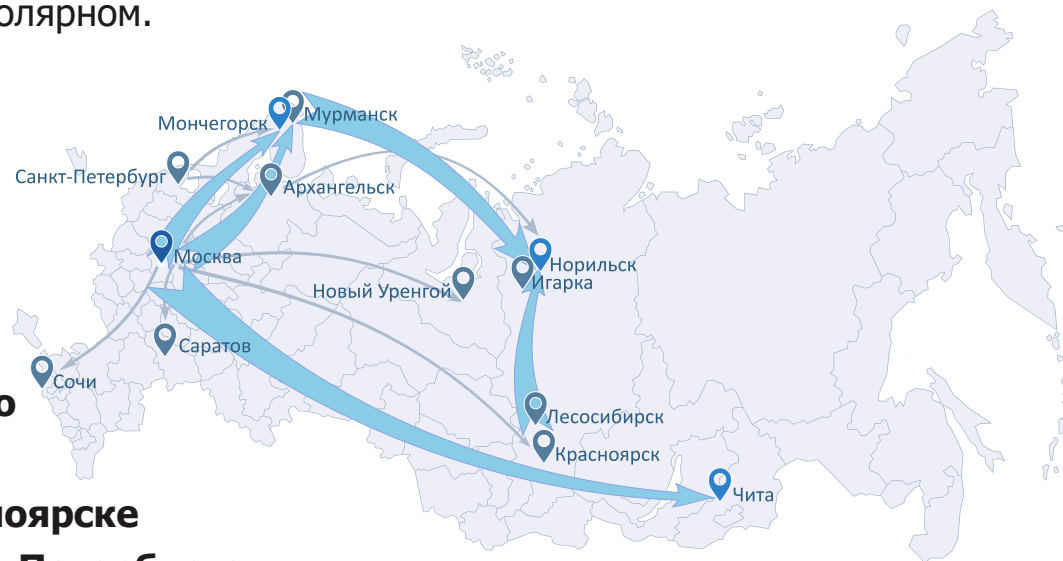 олярном.
Мурманск
Мончегорск
Санкт-Петербург
Архангельск
Москва
Норильск
Игарка
Новый Уренгой
Саратов
Сочи
о
Лесосибирск
Красноярск
Чита
ноярске